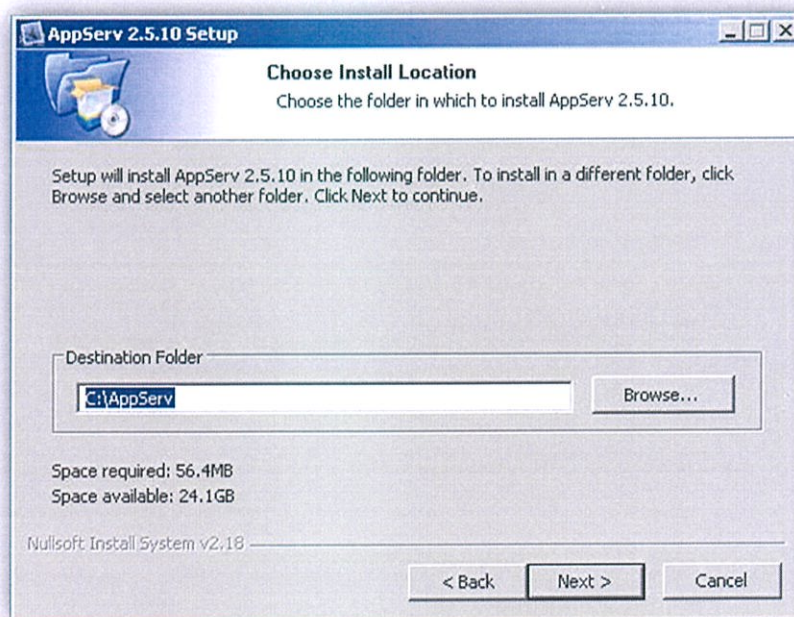 AppServ 2.5.10 Setup
Choose Install Location
Choose the folder in which to install AppServ 2.5.10.
Setup will install AppServ 2.5.10 in the following folder. To install in a different folder, click
Browse and select another folder. Click Next to continue.
Destination Folder
C:\AppServ
Browse...
Space required: 56.4MB
Space available: 24.1GB
Nullsoft Install System v2.18
< Back
Next >
Cancel